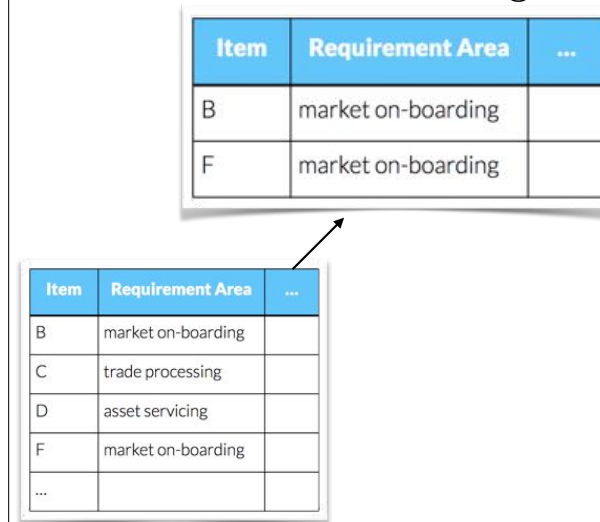 Item Requirement Area ...
B market on-boarding
F market on-boarding
Item Requirement Area ...
B market on-boarding
C trade processing
D asset servicing
F market on-boarding
...